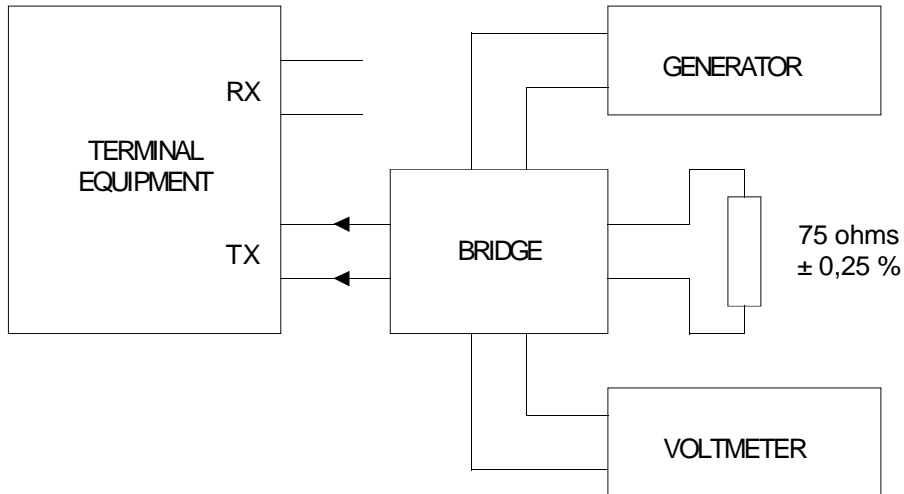 GENERATOR
RX
TERMINAL
EQUIPMENT
TX
BRIDGE
75 ohms
± 0,25 %
VOLTMETER